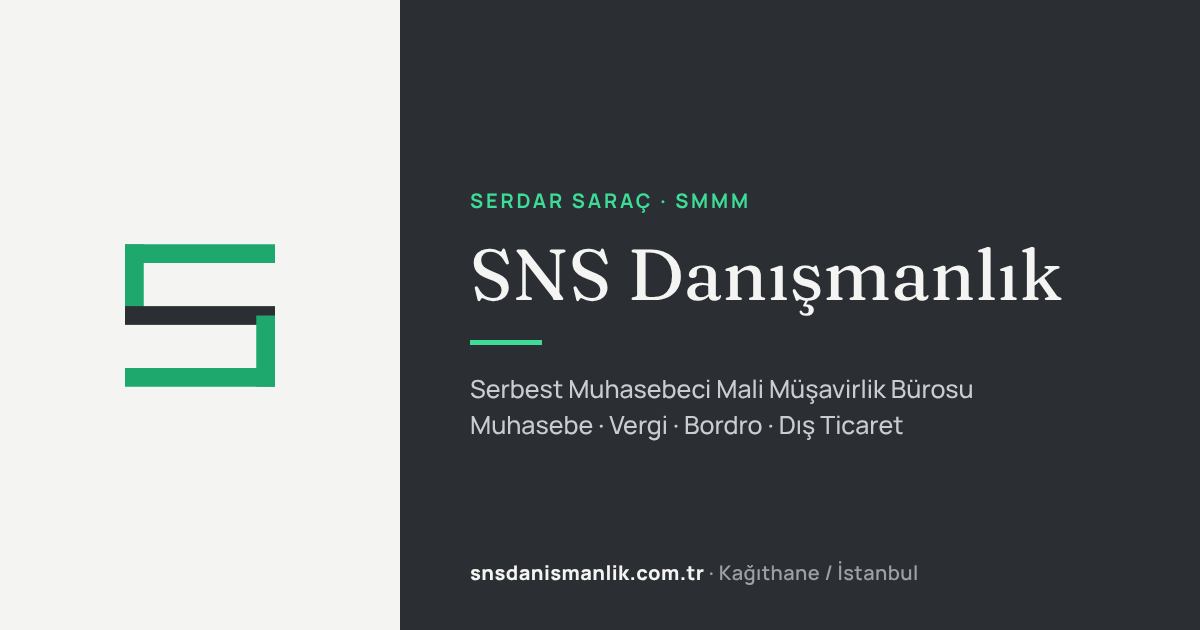 SERDAR SARAÇ · SMMM
SNS Danışmanlık
Serbest Muhasebeci Mali Müşavirlik Bürosu
Muhasebe · Vergi · Bordro · Dış Ticaret
snsdanismanlik.com.tr · Kağıthane / İstanbul